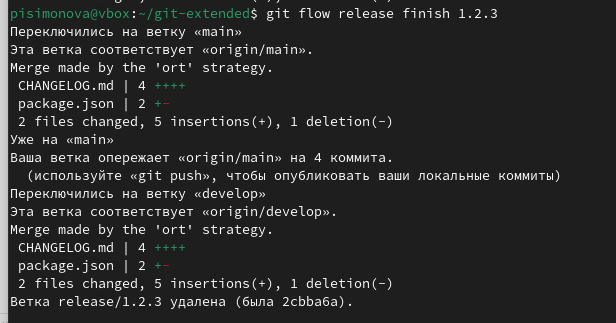 pisimonova@vbox:~/git-extended$ git flow release finish 1.2.3
Переключились на ветку «main»
Эта ветка соответствует «origin/main».
Merge made by the 'ort' strategy.
 CHANGELOG.md | 4 ++++
 package.json | 2 +-
 2 files changed, 5 insertions(+), 1 deletion(-)
Уже на «main»
Ваша ветка опережает «origin/main» на 4 коммита.
  (используйте «git push», чтобы опубликовать ваши локальные коммиты)
Переключились на ветку «develop»
Эта ветка соответствует «origin/develop».
Merge made by the 'ort' strategy.
 CHANGELOG.md | 4 ++++
 package.json | 2 +-
 2 files changed, 5 insertions(+), 1 deletion(-)
Ветка release/1.2.3 удалена (была 2cbba6a).